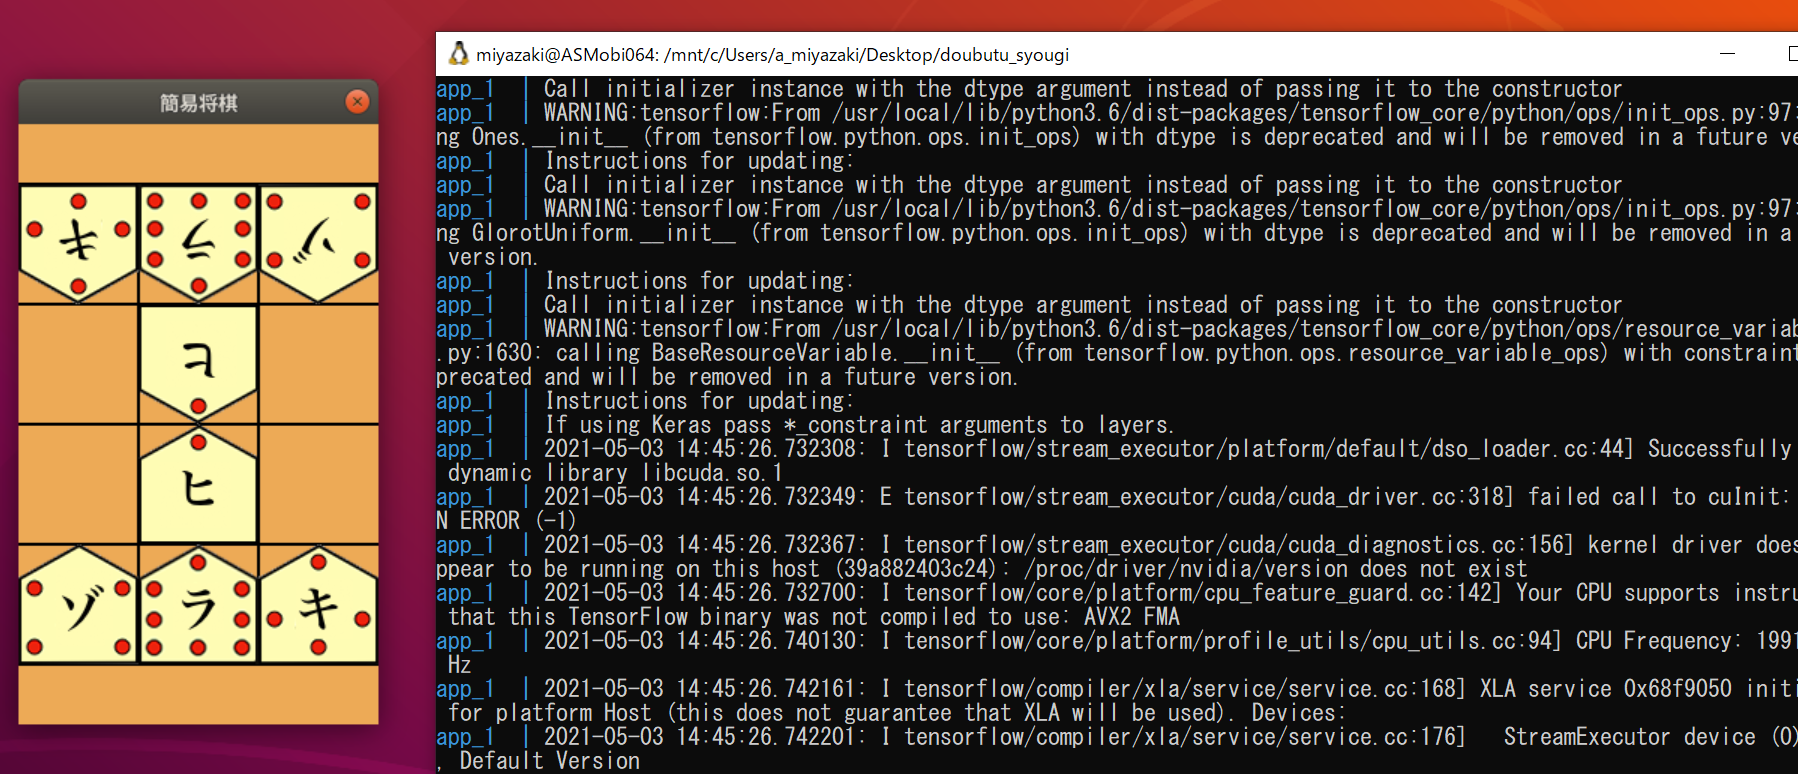 簡易将棋
キ ラ ゾ
ヒ
ヒ
ゾ ラ キ
miyazaki@ASMobi064: /mnt/c/Users/a_miyazaki/Desktop/doubutu_syougi
app_1  | Call initializer instance with the dtype argument instead of passing it to the constructor
app_1  | WARNING:tensorflow:From /usr/local/lib/python3.6/dist-packages/tensorflow_core/python/ops/init_ops.py:97
ng Ones.__init__ (from tensorflow.python.ops.init_ops) with dtype is deprecated and will be removed in a future ve
app_1  | Instructions for updating:
app_1  | Call initializer instance with the dtype argument instead of passing it to the constructor
app_1  | WARNING:tensorflow:From /usr/local/lib/python3.6/dist-packages/tensorflow_core/python/ops/init_ops.py:97
ng GlorotUniform.__init__ (from tensorflow.python.ops.init_ops) with dtype is deprecated and will be removed in a
 version.
app_1  | Instructions for updating:
app_1  | Call initializer instance with the dtype argument instead of passing it to the constructor
app_1  | WARNING:tensorflow:From /usr/local/lib/python3.6/dist-packages/tensorflow_core/python/ops/resource_variab
.py:1630: calling BaseResourceVariable.__init__ (from tensorflow.python.ops.resource_variable_ops) with constraint
precated and will be removed in a future version.
app_1  | Instructions for updating:
app_1  | If using Keras pass *_constraint arguments to layers.
app_1  | 2021-05-03 14:45:26.732308: I tensorflow/stream_executor/platform/default/dso_loader.cc:44] Successfully
 dynamic library libcuda.so.1
app_1  | 2021-05-03 14:45:26.732349: E tensorflow/stream_executor/cuda/cuda_driver.cc:318] failed call to cuInit:
N ERROR (-1)
app_1  | 2021-05-03 14:45:26.732367: I tensorflow/stream_executor/cuda/cuda_diagnostics.cc:156] kernel driver does
ppear to be running on this host (39a882403c24): /proc/driver/nvidia/version does not exist
app_1  | 2021-05-03 14:45:26.732700: I tensorflow/core/platform/cpu_feature_guard.cc:142] Your CPU supports instru
 that this TensorFlow binary was not compiled to use: AVX2 FMA
app_1  | 2021-05-03 14:45:26.740130: I tensorflow/core/platform/profile_utils/cpu_utils.cc:94] CPU Frequency: 1991
 Hz
app_1  | 2021-05-03 14:45:26.742161: I tensorflow/compiler/xla/service/service.cc:168] XLA service 0x68f9050 initi
 for platform Host (this does not guarantee that XLA will be used). Devices:
app_1  | 2021-05-03 14:45:26.742201: I tensorflow/compiler/xla/service/service.cc:176]   StreamExecutor device (0)
, Default Version